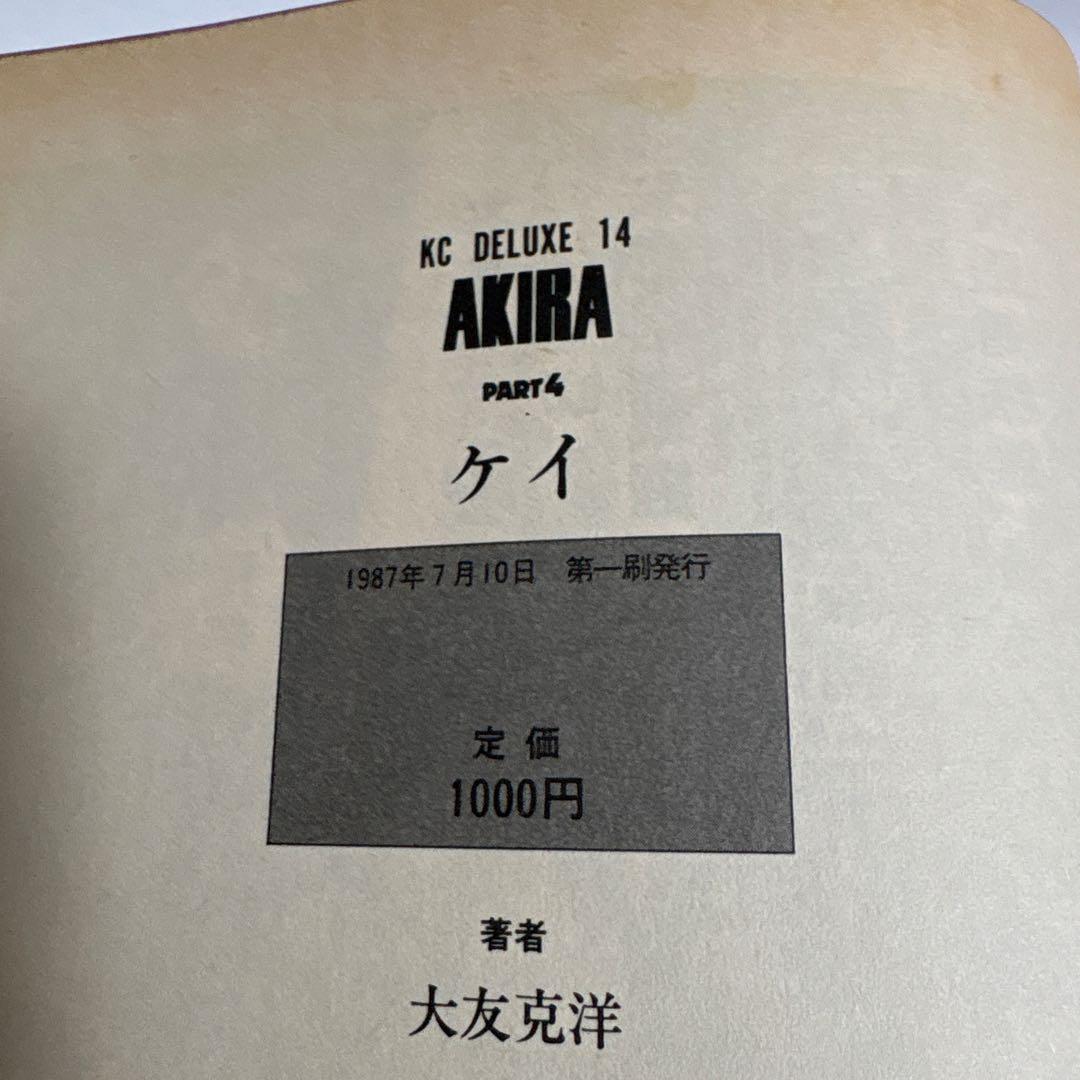 KC DELUXE 14
AKIRA
PART4
ケイ
1987年7月10日 第一刷発行
定価
1000円
著者
大友克洋